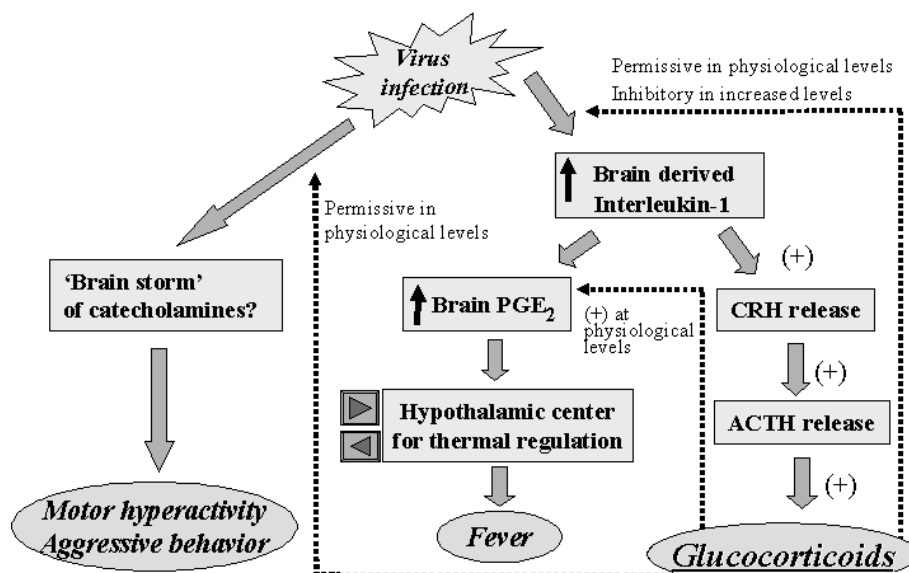 Virus
infection
Permissive in physiological levels
Inhibitory in increased levels
Brain derived
Interleukin-1
Permissive in
physiological levels
(+)
'Brain storm'
of catecholamines?
Brain PGE₂
(+) at
physiological
levels
CRH release
(+)
Hypothalamic center
for thermal regulation
ACTH release
(+)
Motor hyperactivity
Aggressive behavior
Fever
Glucocorticoids